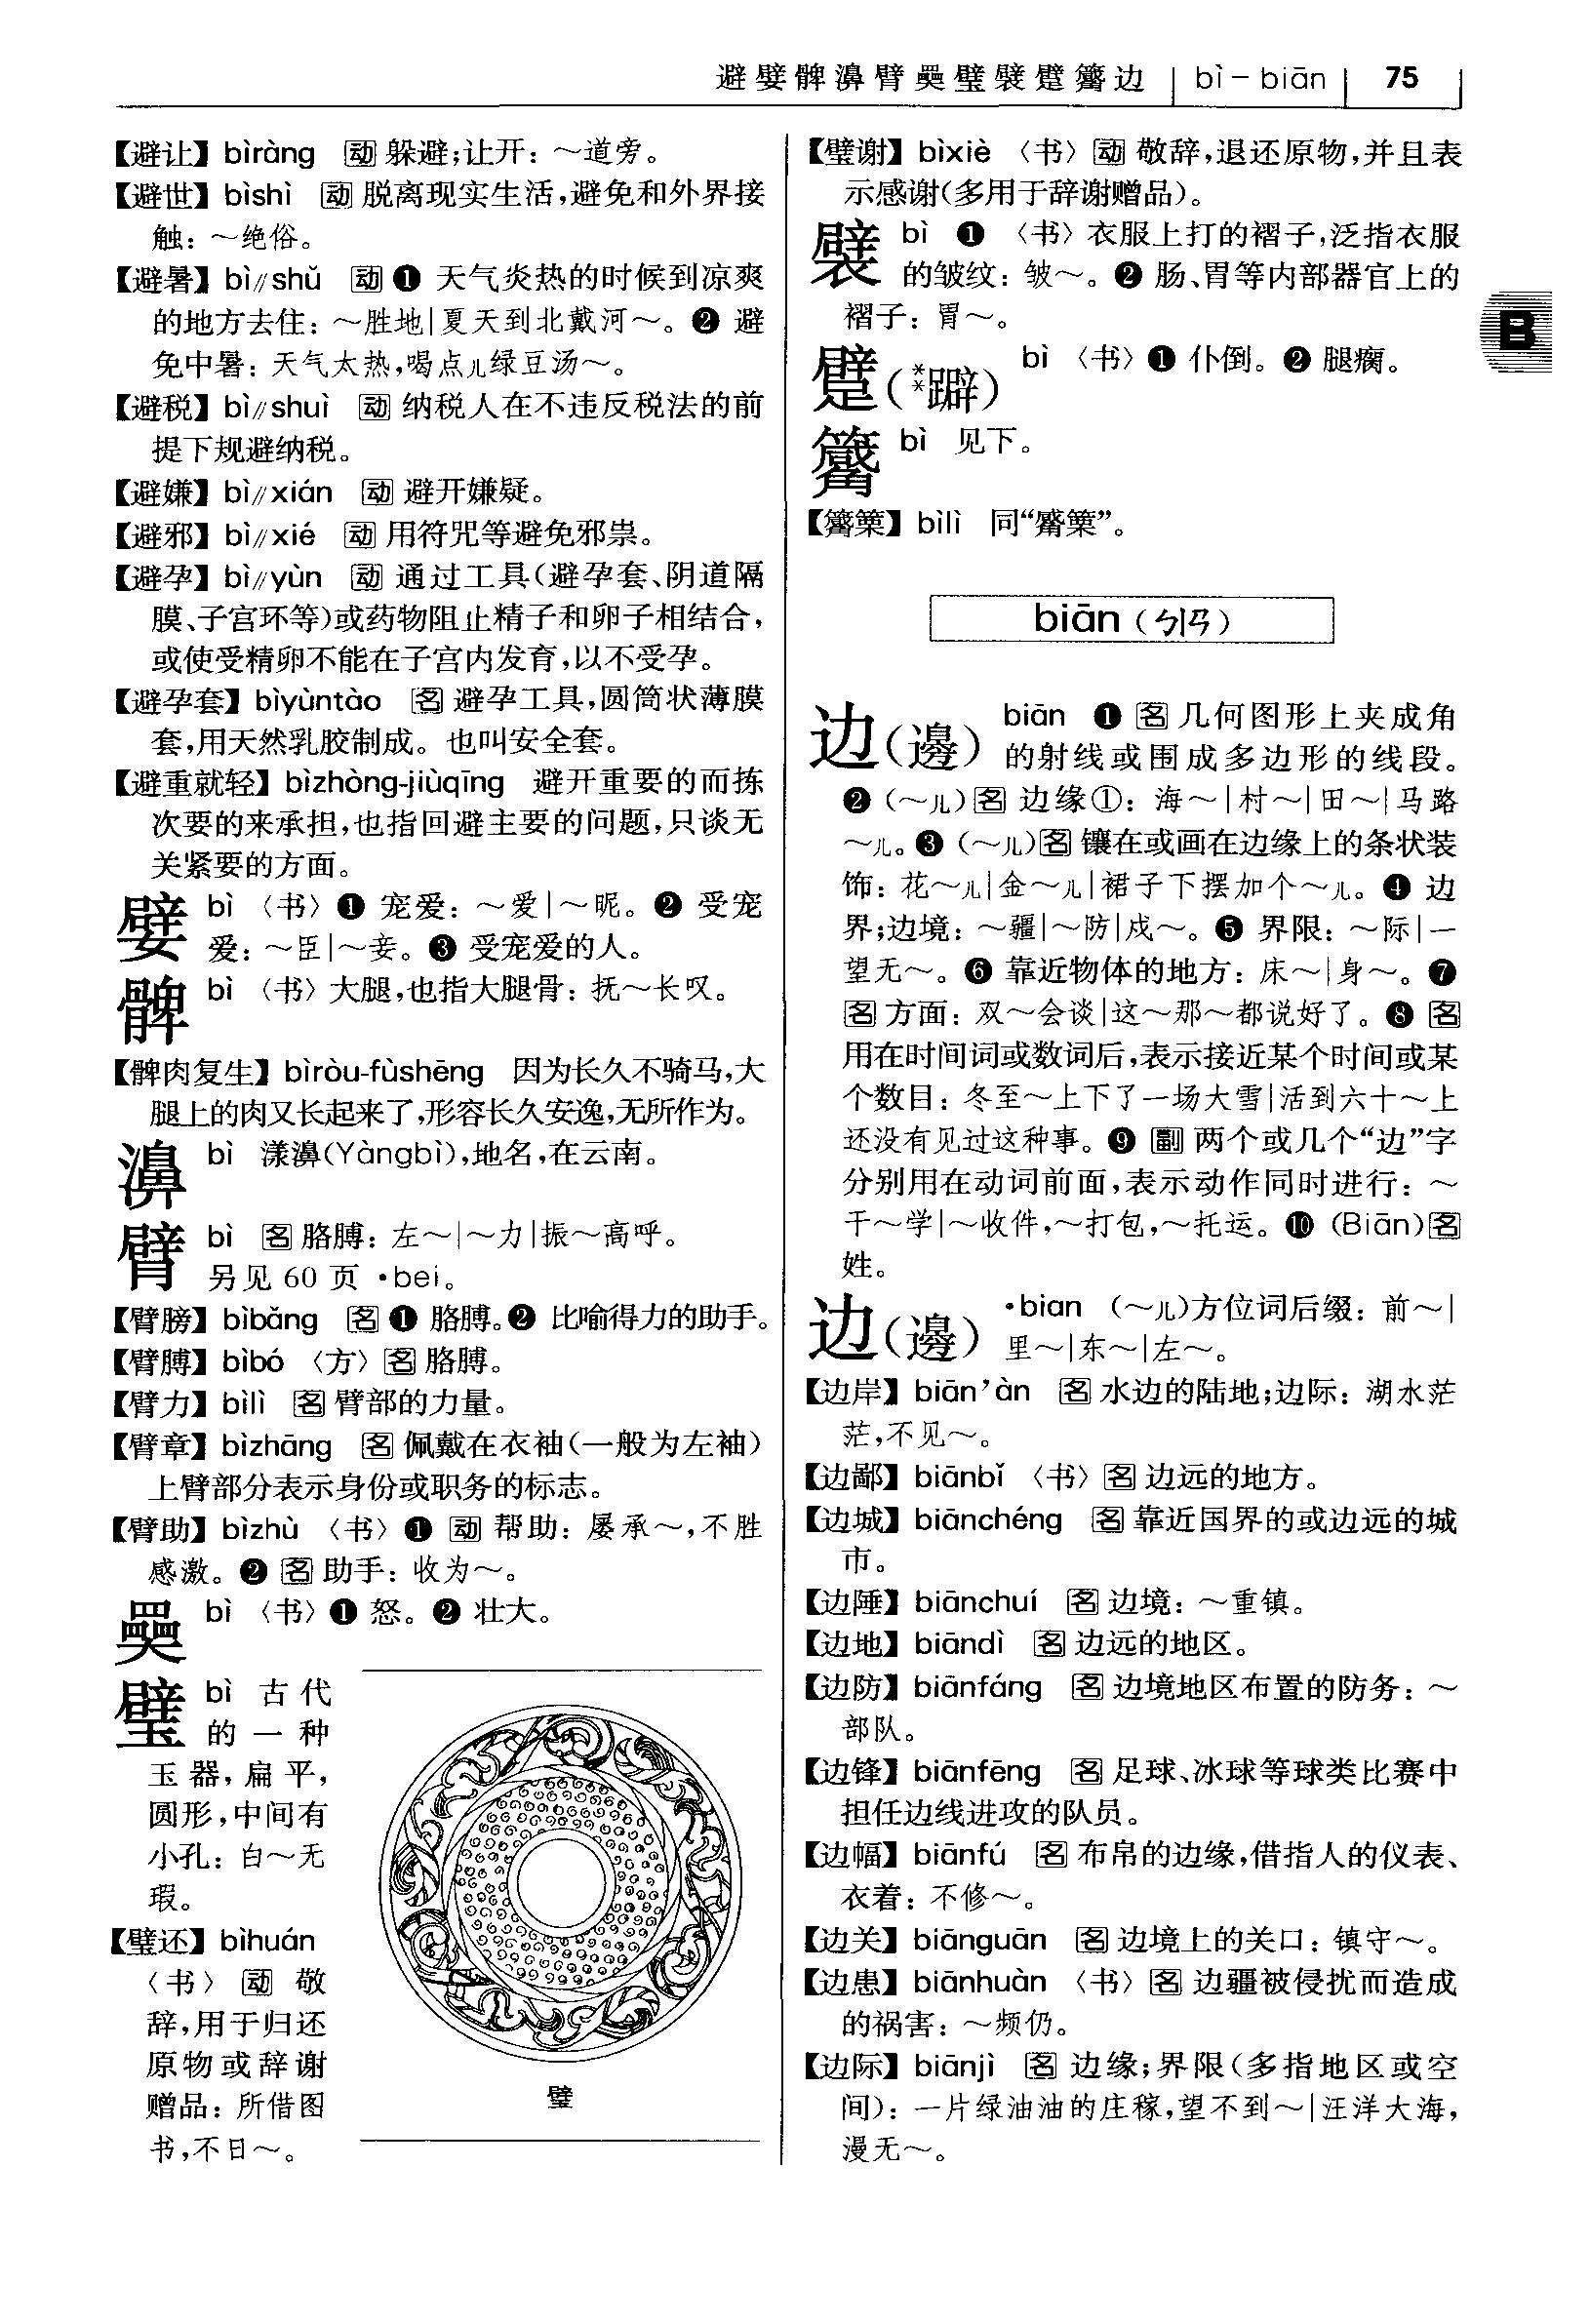 避嬖髀濞臂奰璧襞躄鷩边 bì-biān 75
【避让】bìràng 动 躲避;让开:～道旁。
【避世】bìshì 动 脱离现实生活,避免和外界接
触:～绝俗。
【避暑】bì//shǔ 动 ❶ 天气炎热的时候到凉爽
的地方去住:～胜地|夏天到北戴河～。❷ 避
免中暑:天气太热,喝点儿绿豆汤～。
【避税】bì//shuì 动 纳税人在不违反税法的前
提下规避纳税。
【避嫌】bì//xián 动 避开嫌疑。
【避邪】bì//xié 动 用符咒等避免邪祟。
【避孕】bì//yùn 动 通过工具(避孕套、阴道隔
膜、子宫环等)或药物阻止精子和卵子相结合,
或使受精卵不能在子宫内发育,以不受孕。
【避孕套】bìyùntào 名 避孕工具,圆筒状薄膜
套,用天然乳胶制成。也叫安全套。
【避重就轻】bìzhòng-jiùqīng 避开重要的而拣
次要的来承担,也指回避主要的问题,只谈无
关紧要的方面。
嬖 bì 〈书〉❶ 宠爱:～爱|～昵。❷ 受宠
爱:～臣|～妾。❸ 受宠爱的人。
髀 bì 〈书〉大腿,也指大腿骨:抚～长叹。
【髀肉复生】bìròu-fùshēng 因为长久不骑马,大
腿上的肉又长起来了,形容长久安逸,无所作为。
濞 bì 漾濞(Yàngbì),地名,在云南。
臂 bì 名 胳膊:左～|～力|振～高呼。
另见 60 页 ·bei。
【臂膀】bìbǎng 名 ❶ 胳膊。❷ 比喻得力的助手。
【臂膊】bìbó 〈方〉名 胳膊。
【臂力】bìlì 名 臂部的力量。
【臂章】bìzhāng 名 佩戴在衣袖(一般为左袖)
上臂部分表示身份或职务的标志。
【臂助】bìzhù 〈书〉❶ 动 帮助:屡承～,不胜
感激。❷ 名 助手:收为～。
奰 bì 〈书〉❶ 怒。❷ 壮大。
璧 bì 古代
的一种
玉器,扁平,
圆形,中间有
小孔:白～无
瑕。
【璧还】bìhuán
〈书〉动 敬
辞,用于归还
原物或辞谢
赠品:所借图
书,不日～。
璧
【璧谢】bìxiè 〈书〉动 敬辞,退还原物,并且表
示感谢(多用于辞谢赠品)。
襞 bì ❶ 〈书〉衣服上打的褶子,泛指衣服
的皱纹:皱～。❷ 肠、胃等内部器官上的
褶子:胃～。
躄(**躃) bì 〈书〉❶ 仆倒。❷ 腿瘸。
bì 见下。
bìlì 同“觱篥”。
biān(ㄅㄧㄢ)
边(邊) biān ❶ 名 几何图形上夹成角
的射线或围成多边形的线段。
❷(～儿)名 边缘①:海～|村～|田～|马路
～儿。❸(～儿)名 镶在或画在边缘上的条状装
饰:花～儿|金～儿|裙子下摆加个～儿。❹ 边
界;边境:～疆|～防|戍～。❺ 界限:～际|一
望无～。❻ 靠近物体的地方:床～|身～。❼
名 方面:双～会谈|这～那～都说好了。❽ 名
用在时间词或数词后,表示接近某个时间或某
个数目:冬至～上下了一场大雪|活到六十～上
还没有见过这种事。❾ 副 两个或几个“边”字
分别用在动词前面,表示动作同时进行:～
干～学|～收件,～打包,～托运。❿ (Biān)名
姓。
边(邊) ·bian (～儿)方位词后缀:前～|
里～|东～|左～。
【边岸】biān'àn 名 水边的陆地;边际:湖水茫
茫,不见～。
【边鄙】biānbǐ 〈书〉名 边远的地方。
【边城】biānchéng 名 靠近国界的或边远的城
市。
【边陲】biānchuí 名 边境:～重镇。
【边地】biāndì 名 边远的地区。
【边防】biānfáng 名 边境地区布置的防务:～
部队。
【边锋】biānfēng 名 足球、冰球等球类比赛中
担任边线进攻的队员。
【边幅】biānfú 名 布帛的边缘,借指人的仪表、
衣着:不修～。
【边关】biānguān 名 边境上的关口:镇守～。
【边患】biānhuàn 〈书〉名 边疆被侵扰而造成
的祸害:～频仍。
【边际】biānjì 名 边缘;界限(多指地区或空
间):一片绿油油的庄稼,望不到～|汪洋大海,
漫无～。
B